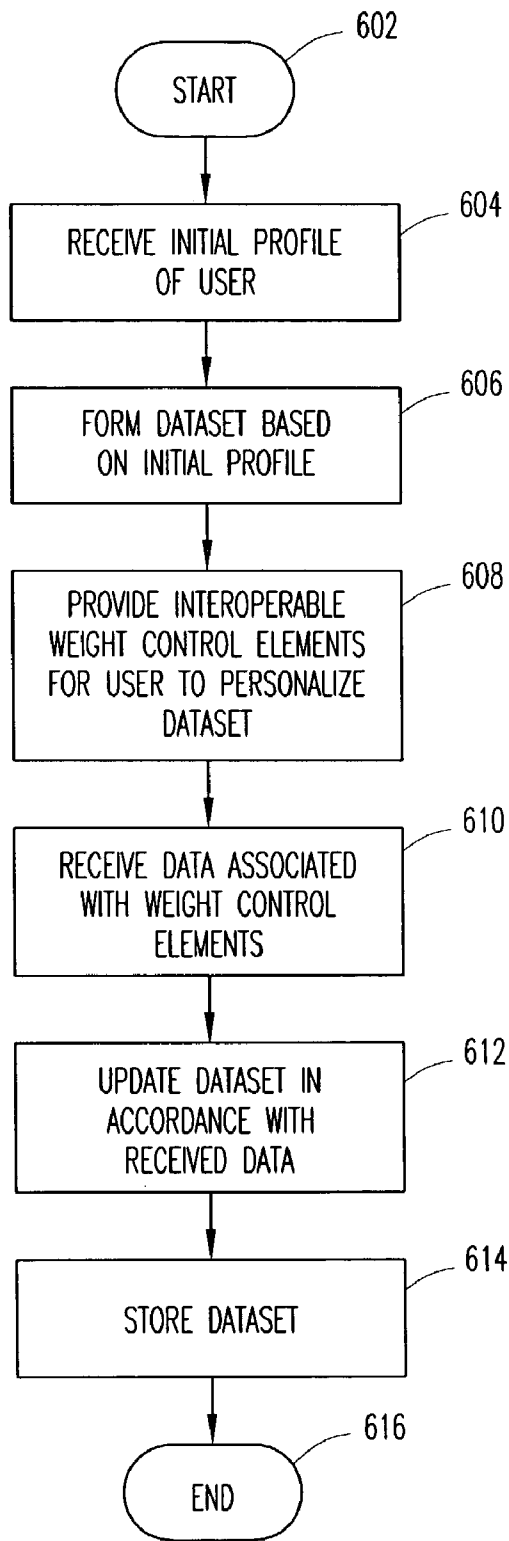 602
START
604
RECEIVE INITIAL PROFILE
OF USER
606
FORM DATASET BASED
ON INITIAL PROFILE
608
PROVIDE INTEROPERABLE
WEIGHT CONTROL ELEMENTS
FOR USER TO PERSONALIZE
DATASET
610
RECEIVE DATA ASSOCIATED
WITH WEIGHT CONTROL
ELEMENTS
612
UPDATE DATASET IN
ACCORDANCE WITH
RECEIVED DATA
614
STORE DATASET
616
END